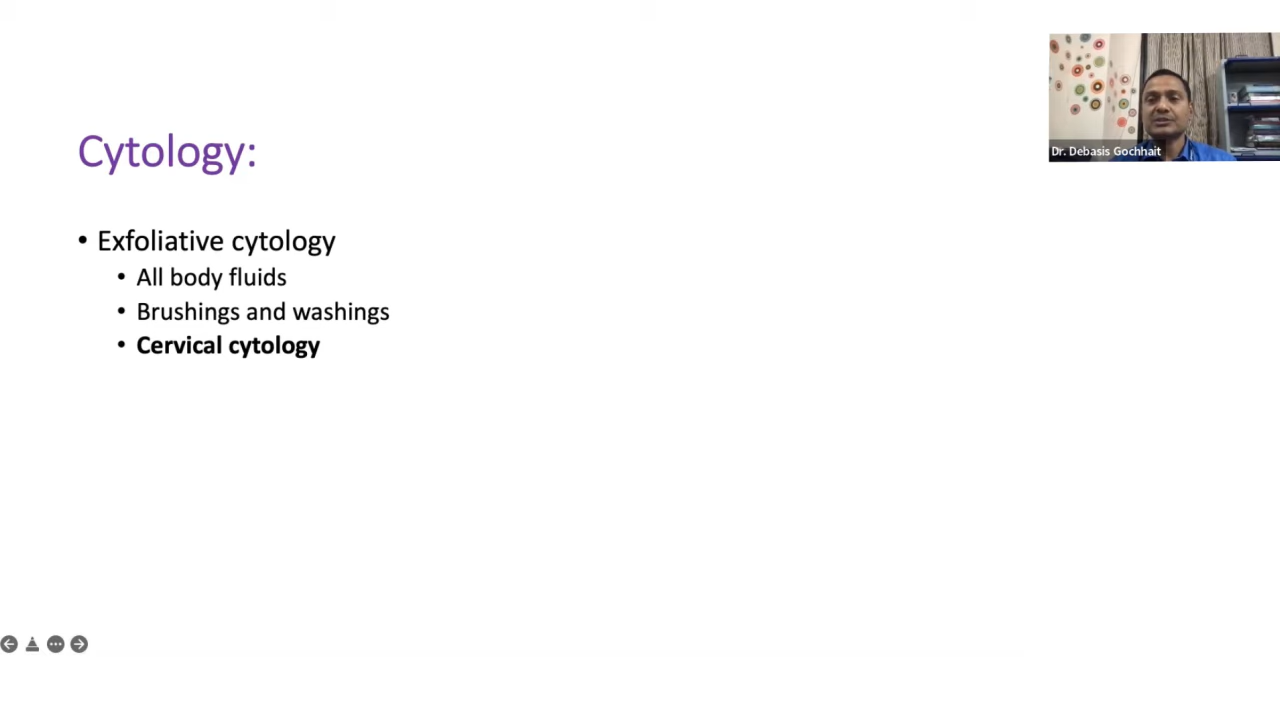 Dr. Debasis Gochhait
Cytology:
• Exfoliative cytology
• All body fluids
• Brushings and washings
• Cervical cytology